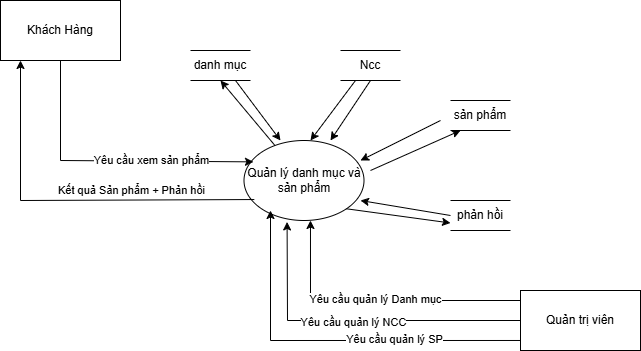 Khách Hàng
danh mục
Ncc
sản phẩm
Yêu cầu xem sản phẩm
Quản lý danh mục và
sản phẩm
Kết quả Sản phẩm + Phản hồi
phản hồi
Yêu cầu quản lý Danh mục
Yêu cầu quản lý NCC
Quản trị viên
Yêu cầu quản lý SP